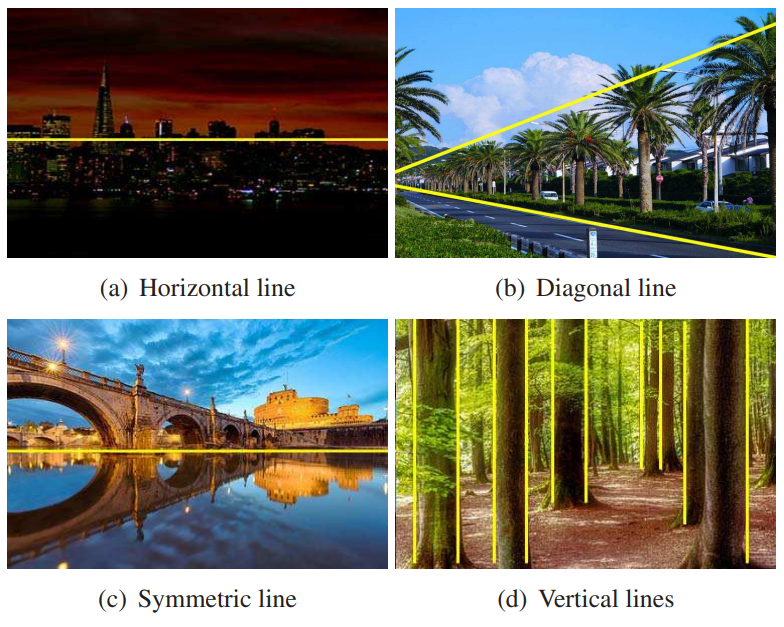 (a) Horizontal line
(b) Diagonal line
(c) Symmetric line
(d) Vertical lines